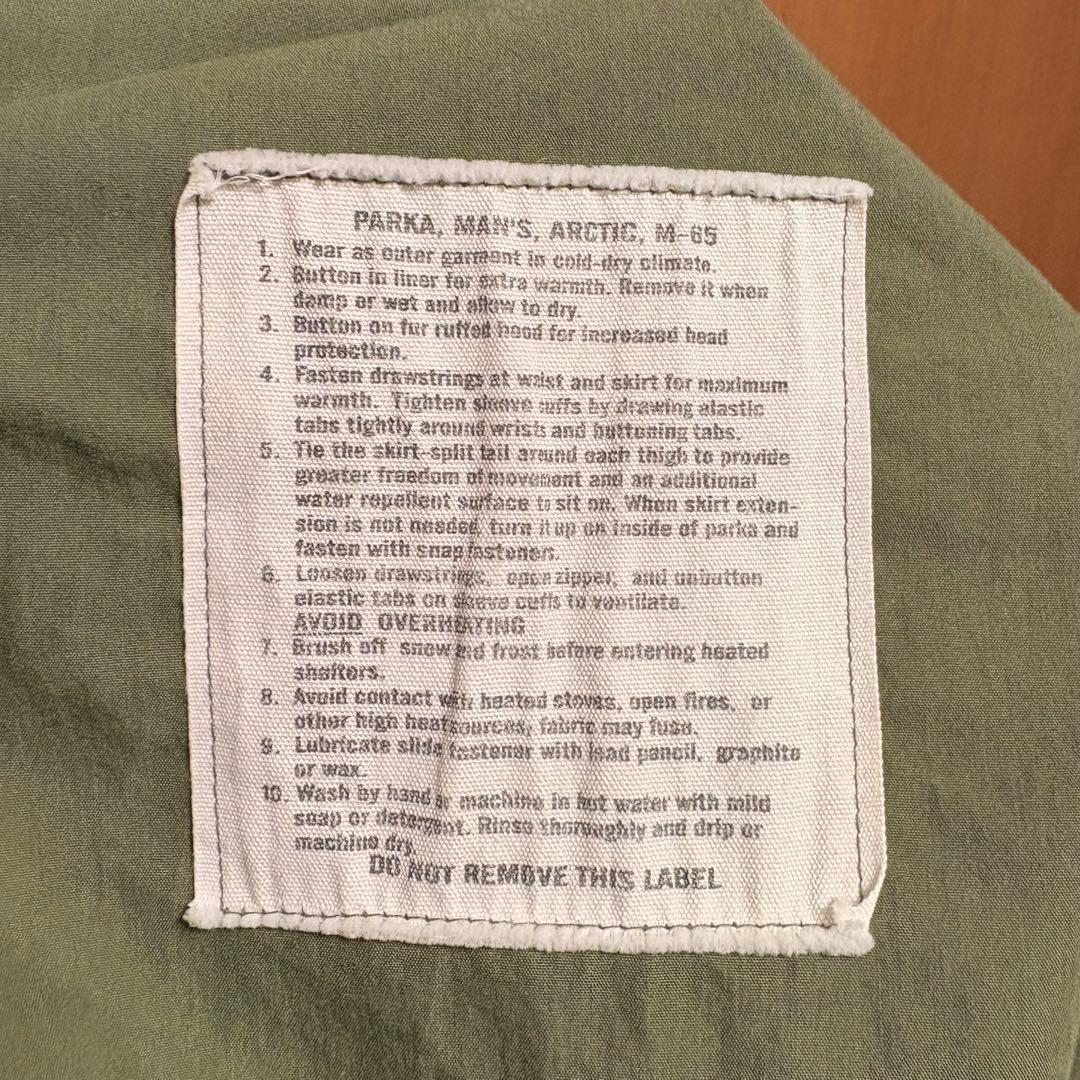 PARKA, MAN'S, ARCTIC, M-65
1. Wear as outer garment in cold-dry climate.
2. Button in liner for extra warmth. Remove it when
damp or wet and allow to dry.
3. Button on fur ruffed hood for increased head
protection.
4. Fasten drawstrings at waist and skirt for maximum
warmth. Tighten sleeve cuffs by drawing elastic
tabs tightly around wrists and buttoning tabs.
5. Tie the skirt-split tail around each thigh to provide
greater freedom of movement and an additional
water repellent surface to sit on. When skirt exten-
sion is not needed, turn it up on inside of parka and
fasten with snap fasteners.
6. Loosen drawstrings, open zipper, and unbutton
elastic tabs on sleeve cuffs to ventilate.
AVOID OVERHEATING
7. Brush off snow and frost before entering heated
shelters.
8. Avoid contact with heated stoves, open fires, or
other high heat sources; fabric may fuse.
9. Lubricate slide fastener with lead pencil, graphite
or wax.
10. Wash by hand or machine in hot water with mild
soap or detergent. Rinse thoroughly and drip or
machine dry.
DO NOT REMOVE THIS LABEL